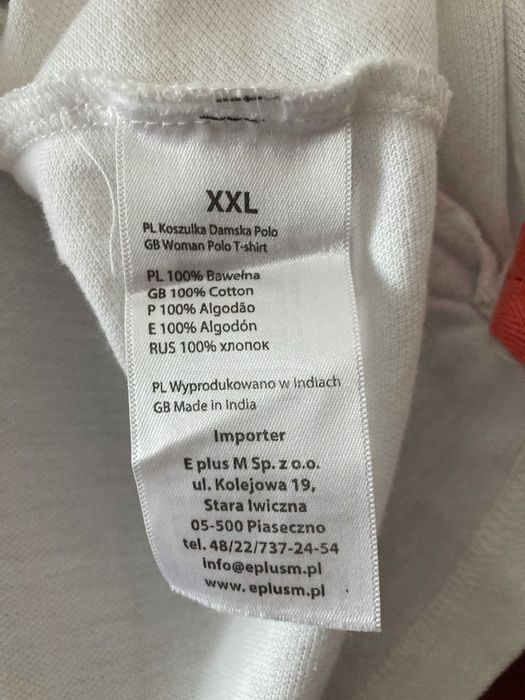 XXL
PL Koszulka Damska Polo
GB Woman Polo T-shirt
PL 100% Bawełna
GB 100% Cotton
P 100% Algodão
E 100% Algodón
RUS 100% хлопок
PL Wyprodukowano w Indiach
GB Made in India
Importer
E plus M Sp. z o.o.
ul. Kolejowa 19,
Stara Iwiczna
05-500 Piaseczno
tel. 48/22/737-24-54
info@eplusm.pl
www. eplusm.pl